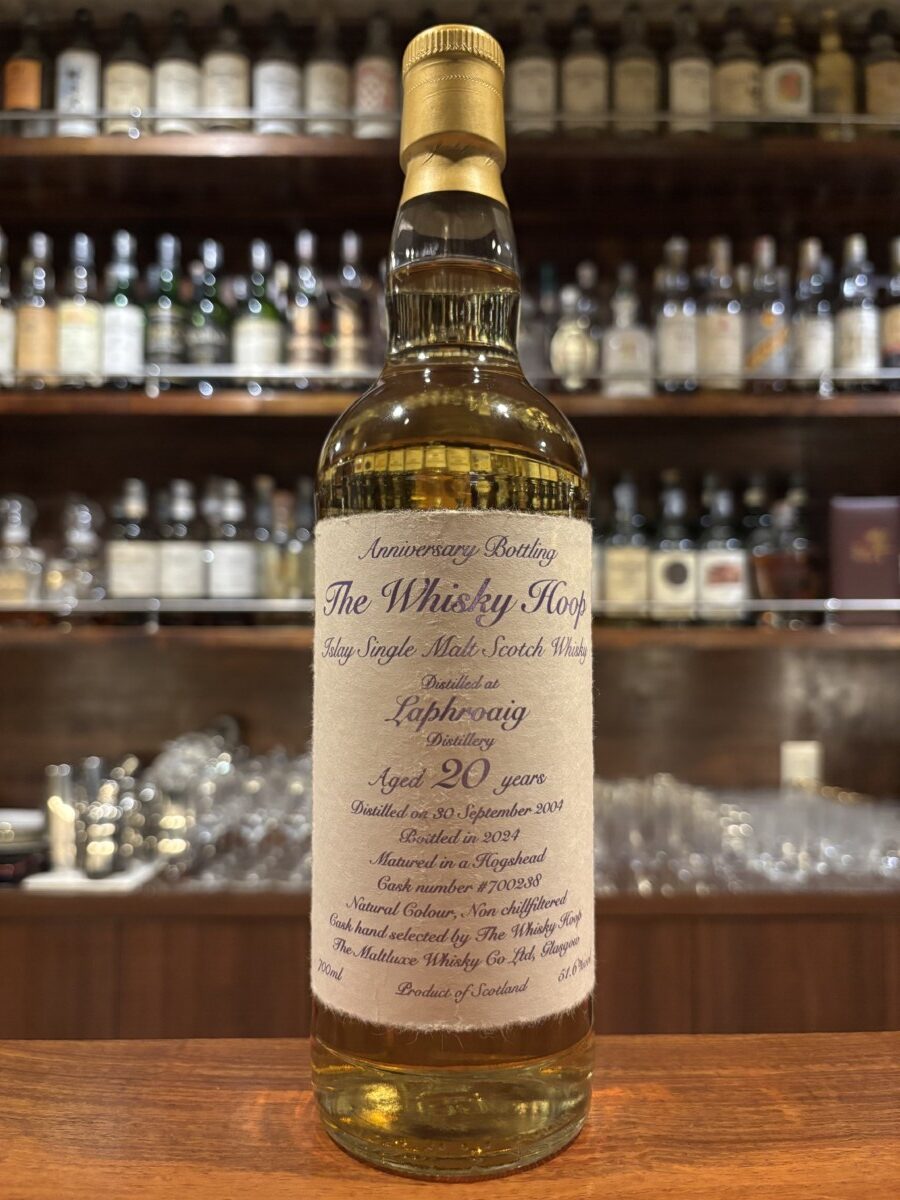 Anniversary Bottling
The Whisky Hoop
Islay Single Malt Scotch Whisky
Distilled at
Laphroaig
Distillery
Aged 20 years
Distilled on 30 September 2004
Bottled in 2024
Matured in a Hogshead
Cask number #700238
Natural Colour, Non chillfiltered
Cask hand selected by The Whisky Hoop
The Maltluxe Whisky Co Ltd, Glasgow
700ml
51.6%
Product of Scotland